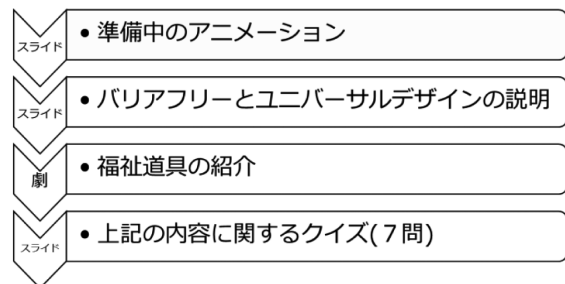 スライド
• 準備中のアニメーション
スライド
• バリアフリーとユニバーサルデザインの説明
劇
• 福祉道具の紹介
スライド
• 上記の内容に関するクイズ(７問)